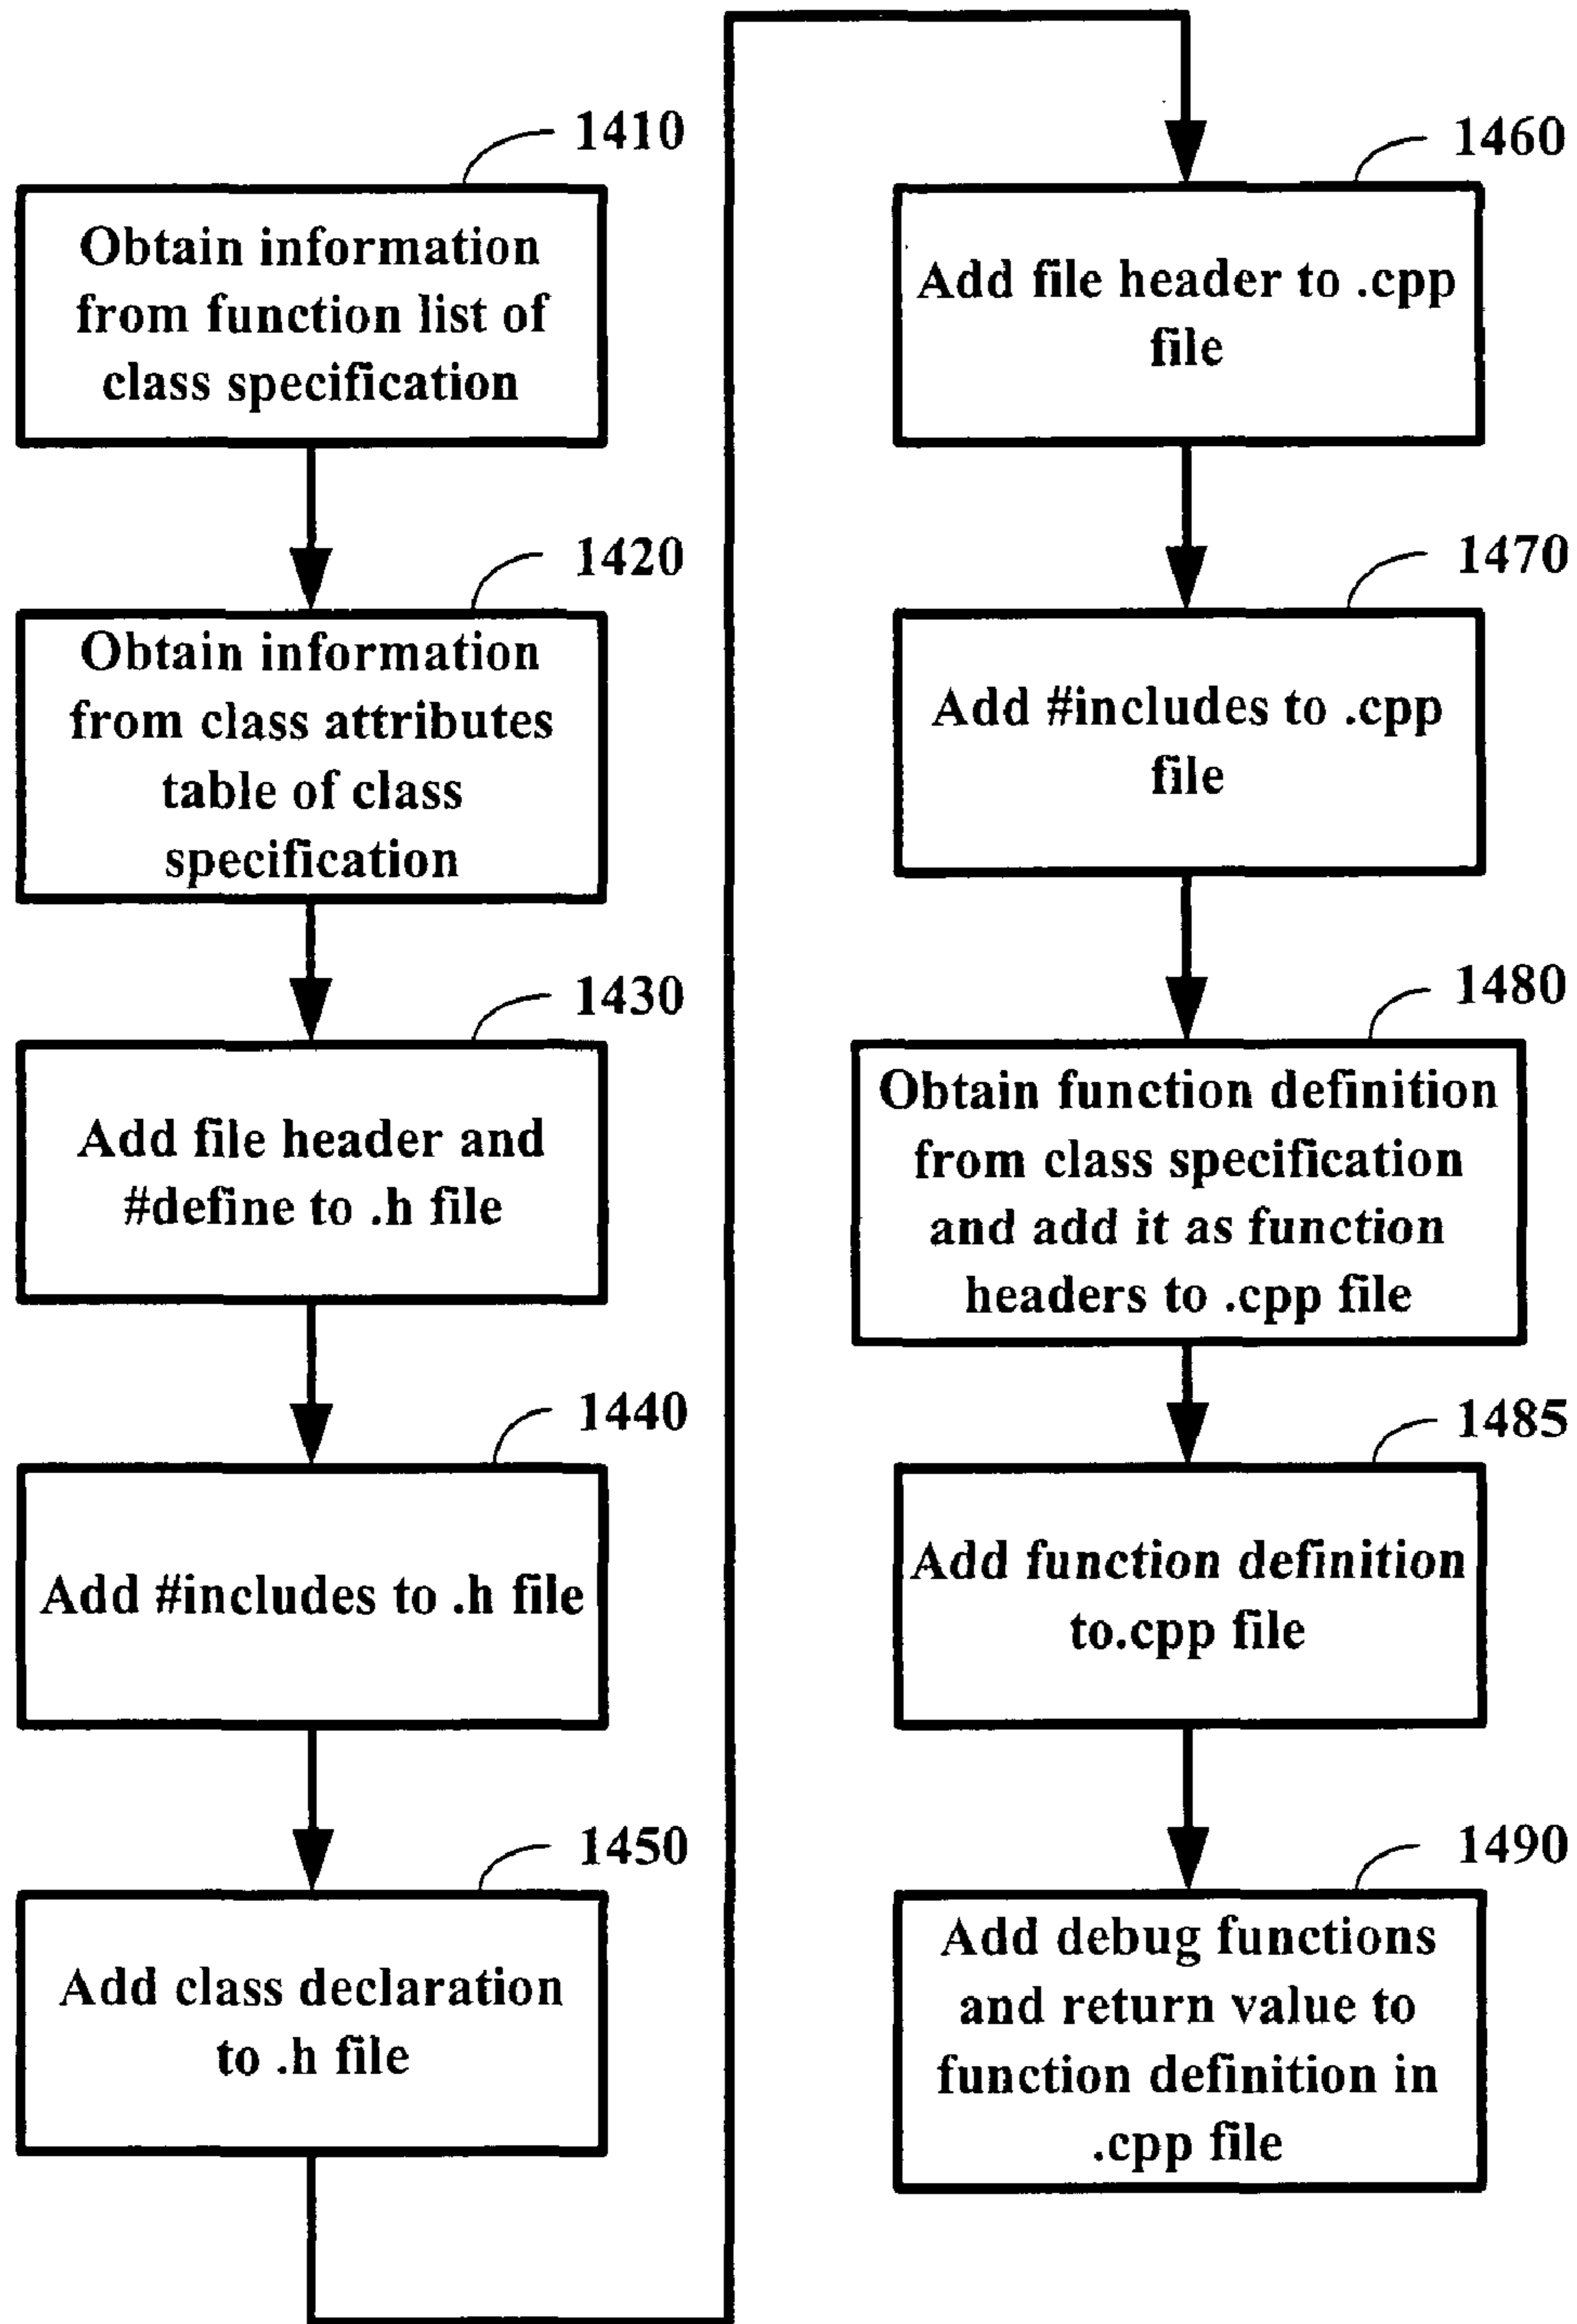 1410
Obtain information
from function list of
class specification
1420
Obtain information
from class attributes
table of class
specification
1430
Add file header and
#define to .h file
1440
Add #includes to .h file
1450
Add class declaration
to .h file
1460
Add file header to .cpp
file
1470
Add #includes to .cpp
file
1480
Obtain function definition
from class specification
and add it as function
headers to .cpp file
1485
Add function definition
to.cpp file
1490
Add debug functions
and return value to
function definition in
.cpp file